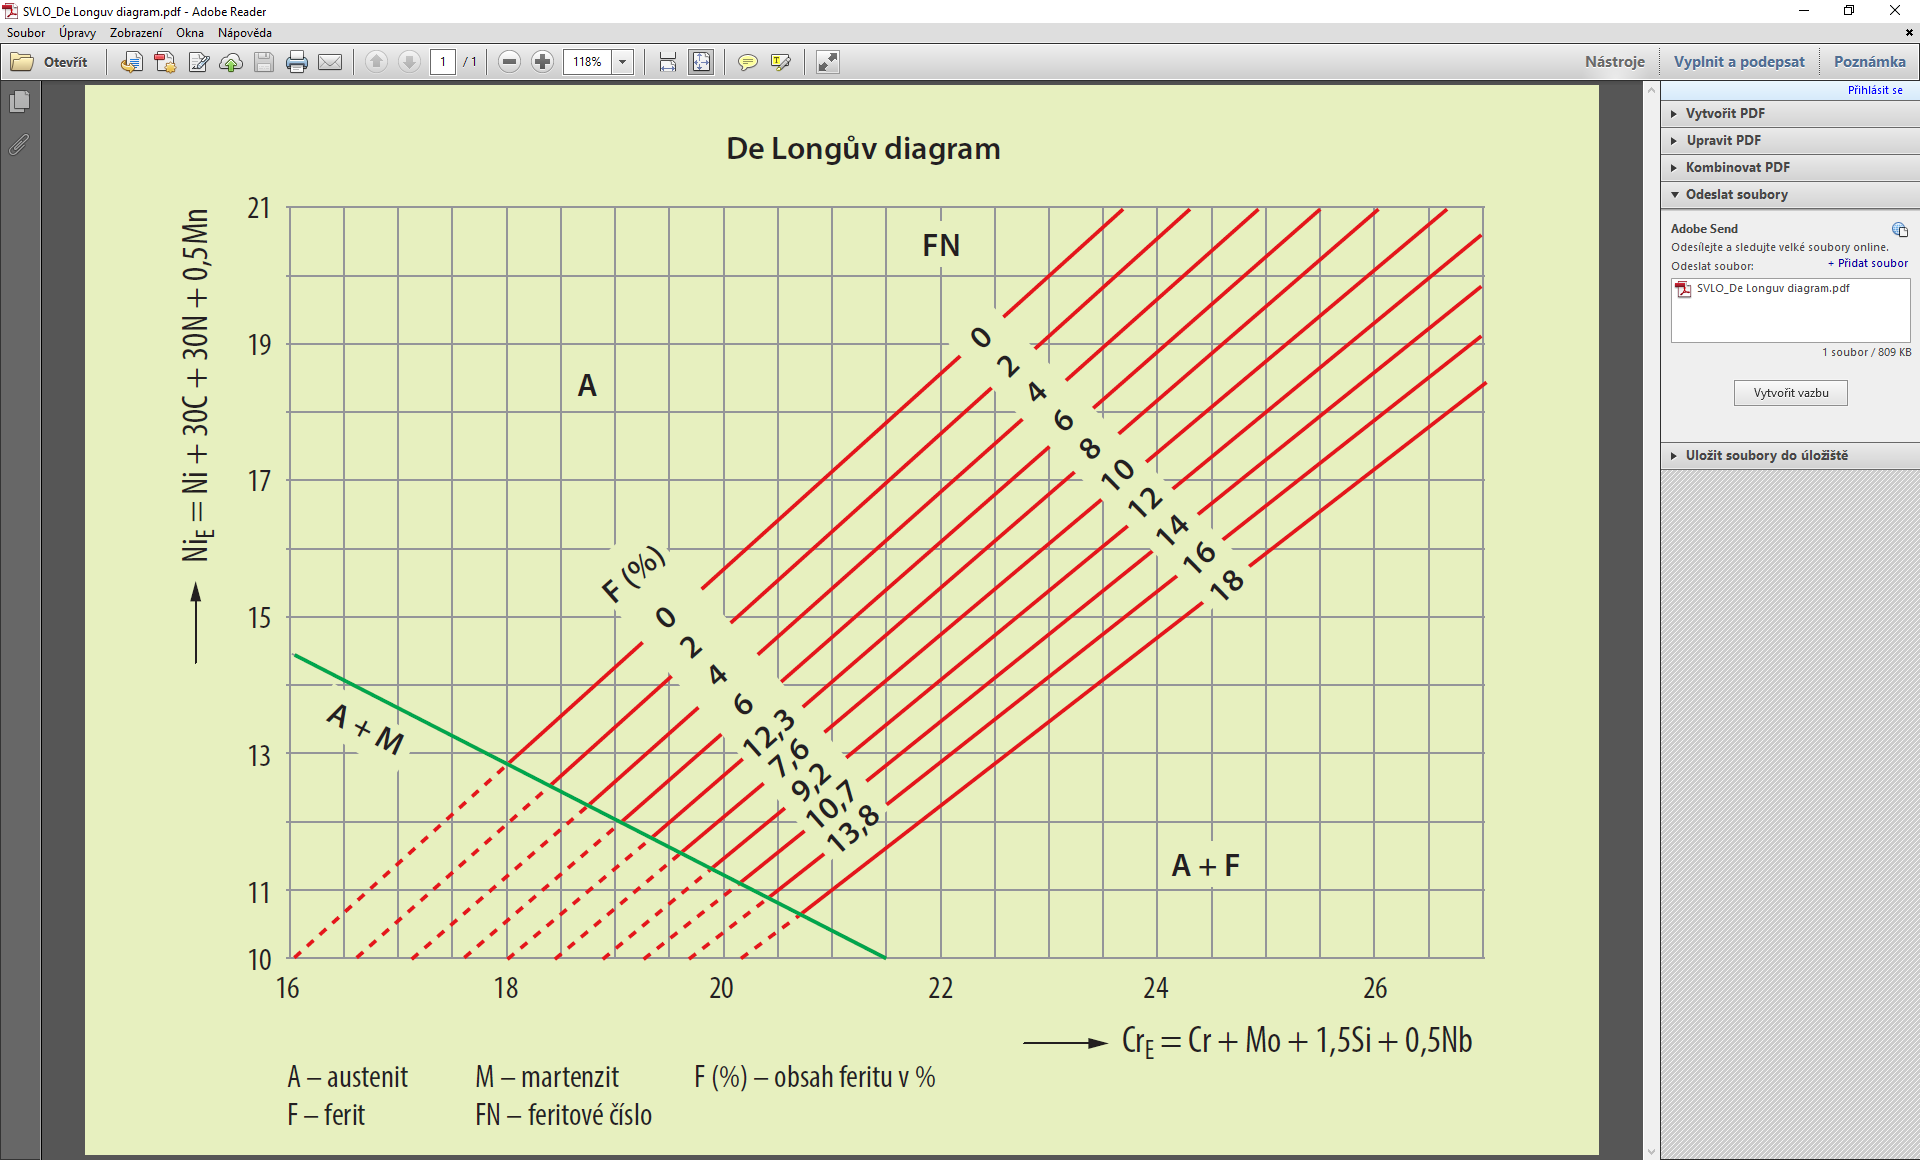 SVLO_De Longuv diagram.pdf - Adobe Reader
Soubor Úpravy Zobrazení Okna Nápověda
Otevřít 1 / 1 118% Nástroje Vyplnit a podepsat Poznámka
Přihlásit se
Vytvořit PDF
Upravit PDF
Kombinovat PDF
Odeslat soubory
Adobe Send
Odesílejte a sledujte velké soubory online.
Odeslat soubor: + Přidat soubor
SVLO_De Longuv diagram.pdf
1 soubor / 809 KB
Vytvořit vazbu
Uložit soubory do úložiště
De Longův diagram
NiE = Ni + 30C + 30N + 0,5Mn
21
19
17
15
13
11
10
16 18 20 22 24 26
FN
0
2
4
6
8
10
12
14
16
18
A
F (%)
0
2
4
6
12,3
7,6
9,2
10,7
13,8
A + M
A + F
CrE = Cr + Mo + 1,5Si + 0,5Nb
A – austenit M – martenzit F (%) – obsah feritu v %
F – ferit FN – feritové číslo